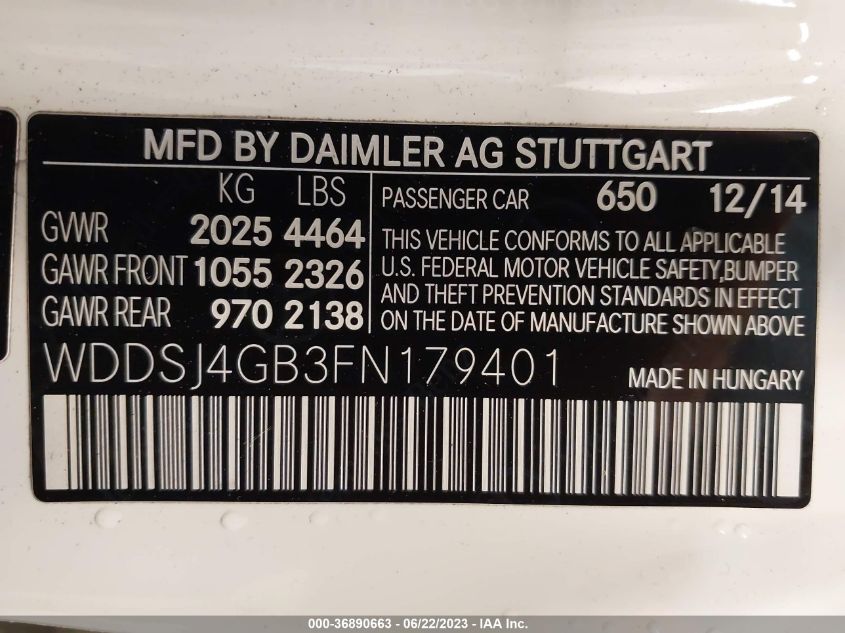 MFD BY DAIMLER AG STUTTGART
KG LBS
GVWR 2025 4464
GAWR FRONT 1055 2326
GAWR REAR 970 2138
PASSENGER CAR 650 12/14
THIS VEHICLE CONFORMS TO ALL APPLICABLE
U.S. FEDERAL MOTOR VEHICLE SAFETY,BUMPER
AND THEFT PREVENTION STANDARDS IN EFFECT
ON THE DATE OF MANUFACTURE SHOWN ABOVE
WDDSJ4GB3FN179401 MADE IN HUNGARY
000-36890663 - 06/22/2023 - IAA Inc.